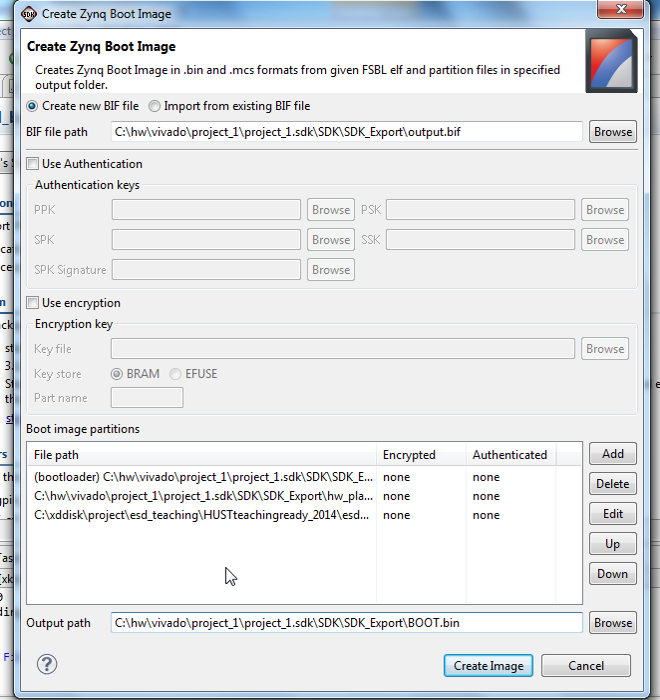 SDK Create Zynq Boot Image
Create Zynq Boot Image
Creates Zynq Boot Image in .bin and .mcs formats from given FSBL elf and partition files in specified
output folder.
Create new BIF file Import from existing BIF file
BIF file path C:\hw\vivado\project_1\project_1.sdk\SDK\SDK_Export\output.bif Browse
Use Authentication
Authentication keys
PPK Browse PSK Browse
SPK Browse SSK Browse
SPK Signature Browse
Use encryption
Encryption key
Key file Browse
Key store BRAM EFUSE
Part name
Boot image partitions
File path Encrypted Authenticated Add
(bootloader) C:\hw\vivado\project_1\project_1.sdk\SDK\SDK_E... none none Delete
C:\hw\vivado\project_1\project_1.sdk\SDK\SDK_Export\hw_pla... none none
C:\xddisk\project\esd_teaching\HUSTteachingready_2014\esd... none none Edit
Up
Down
Output path C:\hw\vivado\project_1\project_1.sdk\SDK\SDK_Export\BOOT.bin Browse
? Create Image Cancel